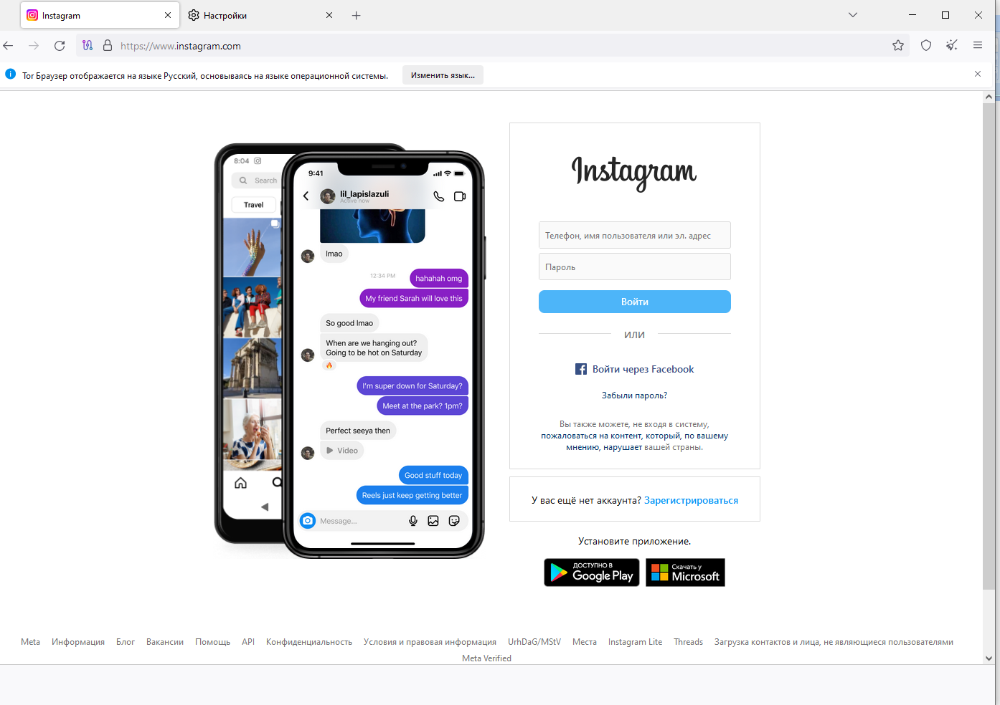 Instagram
Настройки
https://www.instagram.com
Tor Браузер отображается на языке Русский, основываясь на языке операционной системы.
Изменить язык...
8:04
Search
Travel
9:41
lil_lapislazuli
Active now
lmao
12:34 PM
hahahah omg
My friend Sarah will love this
So good lmao
When are we hanging out?
Going to be hot on Saturday
I'm super down for Saturday?
Meet at the park? 1pm?
Perfect seeya then
Video
Good stuff today
Reels just keep getting better
Message...
Instagram
Телефон, имя пользователя или эл. адрес
Пароль
Войти
ИЛИ
Войти через Facebook
Забыли пароль?
Вы также можете, не входя в систему,
пожаловаться на контент, который, по вашему
мнению, нарушает вашей страны.
У вас ещё нет аккаунта? Зарегистрироваться
Установите приложение.
ДОСТУПНО В
Google Play
Скачать у
Microsoft
Meta Информация Блог Вакансии Помощь API Конфиденциальность Условия и правовая информация UrhDaG/MStV Места Instagram Lite Threads Загрузка контактов и лица, не являющиеся пользователями
Meta Verified